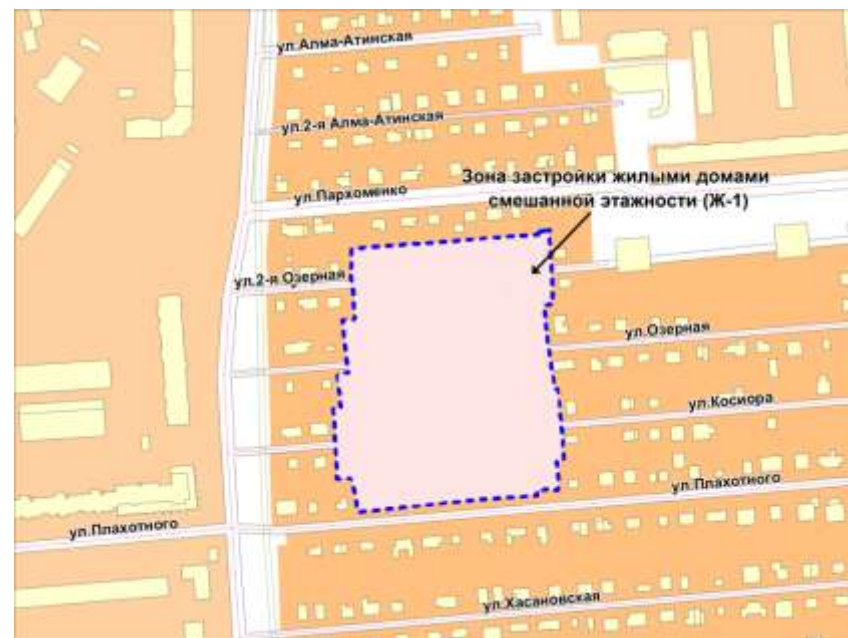 ул.Алма-Атинская
ул.2-я Алма-Атинская
Зона застройки жилыми домами
смешанной этажности (Ж-1)
ул.Пархоменко
ул.2-я Озерная
ул.Озерная
ул.Косиора
ул.Плахотного
ул.Плахотного
ул.Хасановская